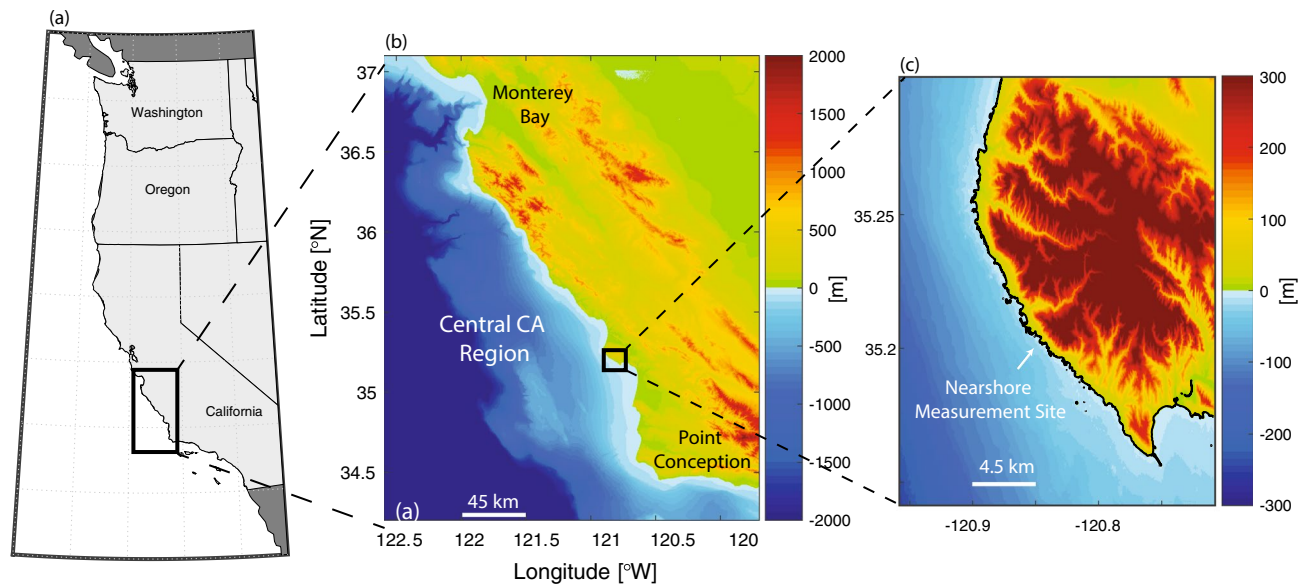 (a)
Washington
Oregon
California
(b)
37
36.5
36
35.5
35
34.5
Latitude [°N]
Monterey
Bay
Central CA
Region
Point
Conception
45 km
(a)
122.5
122
121.5
121
120.5
120
Longitude [°W]
2000
1500
1000
500
0
-500
-1000
-1500
-2000
[m]
(c)
35.25
35.2
Nearshore
Measurement Site
4.5 km
-120.9
-120.8
300
200
100
0
-100
-200
-300
[m]